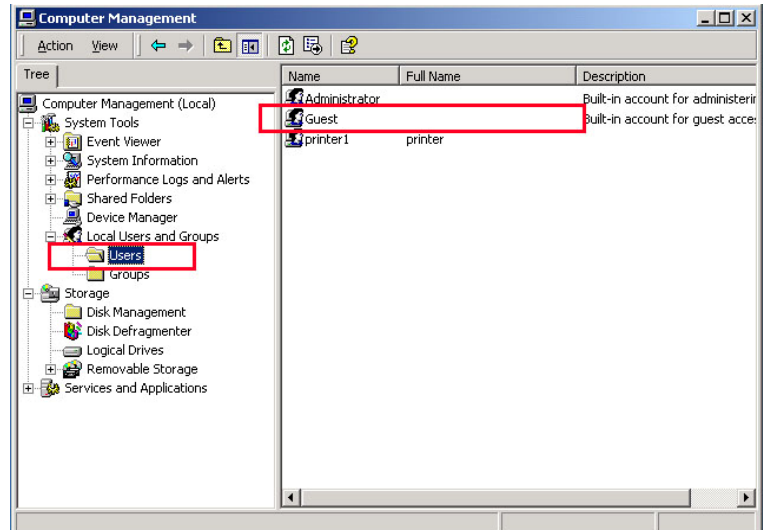 Computer Management
Action View
Tree
Name Full Name Description
Computer Management (Local)
System Tools
Event Viewer
System Information
Performance Logs and Alerts
Shared Folders
Device Manager
Local Users and Groups
Users
Groups
Storage
Disk Management
Disk Defragmenter
Logical Drives
Removable Storage
Services and Applications
Administrator Built-in account for administerin
Guest Built-in account for guest acces
printer1 printer